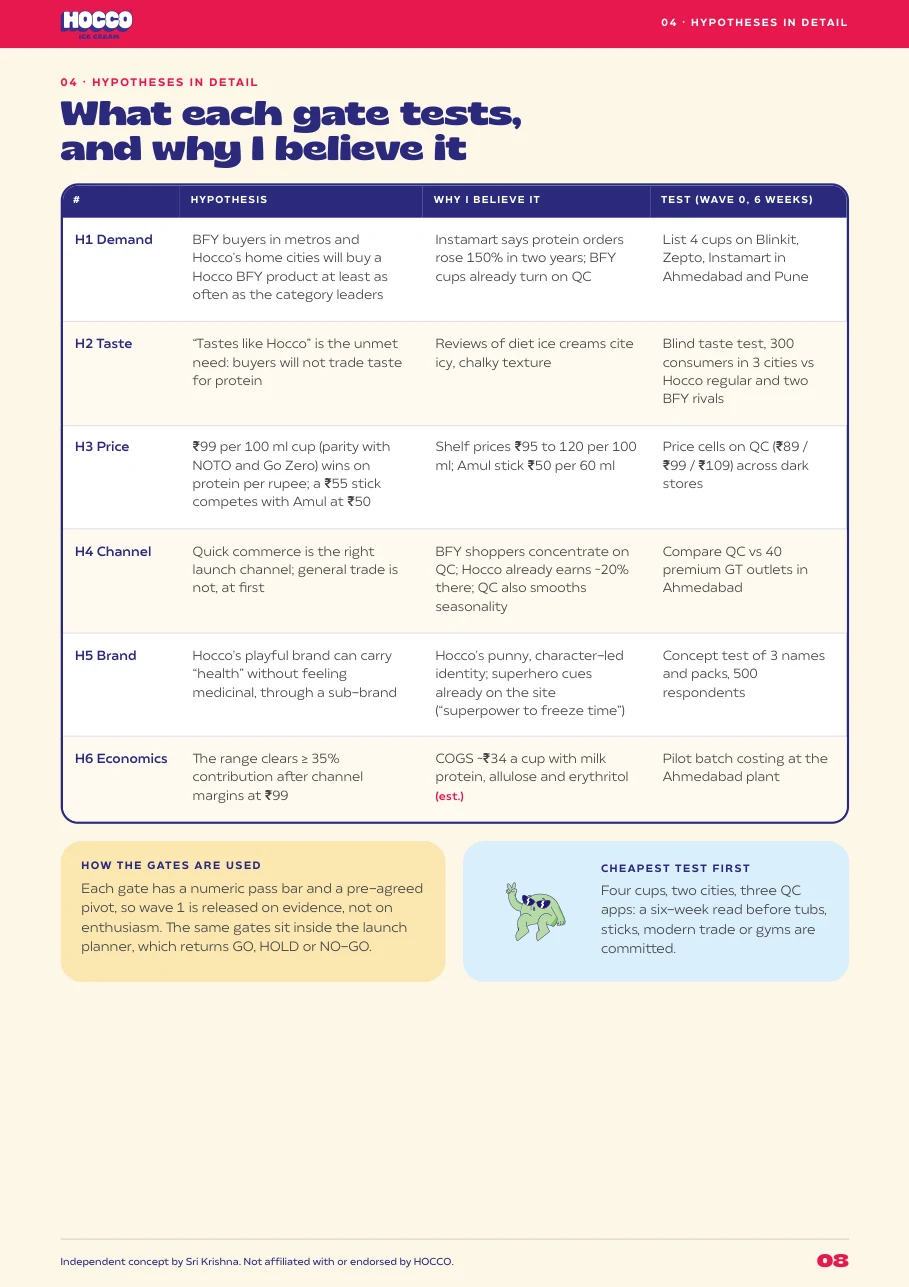 HOCCO
ICE CREAM
04 · HYPOTHESES IN DETAIL
04 · HYPOTHESES IN DETAIL
What each gate tests,
and why I believe it
# HYPOTHESIS WHY I BELIEVE IT TEST (WAVE 0, 6 WEEKS)
H1 Demand
BFY buyers in metros and
Hocco's home cities will buy a
Hocco BFY product at least as
often as the category leaders
Instamart says protein orders
rose 150% in two years; BFY
cups already turn on QC
List 4 cups on Blinkit,
Zepto, Instamart in
Ahmedabad and Pune
H2 Taste
“Tastes like Hocco” is the unmet
need: buyers will not trade taste
for protein
Reviews of diet ice creams cite
icy, chalky texture
Blind taste test, 300
consumers in 3 cities vs
Hocco regular and two
BFY rivals
H3 Price
₹99 per 100 ml cup (parity with
NOTO and Go Zero) wins on
protein per rupee; a ₹55 stick
competes with Amul at ₹50
Shelf prices ₹95 to 120 per 100
ml; Amul stick ₹50 per 60 ml
Price cells on QC (₹89 /
₹99 / ₹109) across dark
stores
H4 Channel
Quick commerce is the right
launch channel; general trade is
not, at first
BFY shoppers concentrate on
QC; Hocco already earns ~20%
there; QC also smooths
seasonality
Compare QC vs 40
premium GT outlets in
Ahmedabad
H5 Brand
Hocco's playful brand can carry
“health” without feeling
medicinal, through a sub-brand
Hocco's punny, character-led
identity; superhero cues
already on the site
(“superpower to freeze time”)
Concept test of 3 names
and packs, 500
respondents
H6 Economics
The range clears ≥ 35%
contribution after channel
margins at ₹99
COGS ~₹34 a cup with milk
protein, allulose and erythritol
(est.)
Pilot batch costing at the
Ahmedabad plant
HOW THE GATES ARE USED
Each gate has a numeric pass bar and a pre-agreed
pivot, so wave 1 is released on evidence, not on
enthusiasm. The same gates sit inside the launch
planner, which returns GO, HOLD or NO-GO.
CHEAPEST TEST FIRST
Four cups, two cities, three QC
apps: a six-week read before tubs,
sticks, modern trade or gyms are
committed.
Independent concept by Sri Krishna. Not affiliated with or endorsed by HOCCO.
08